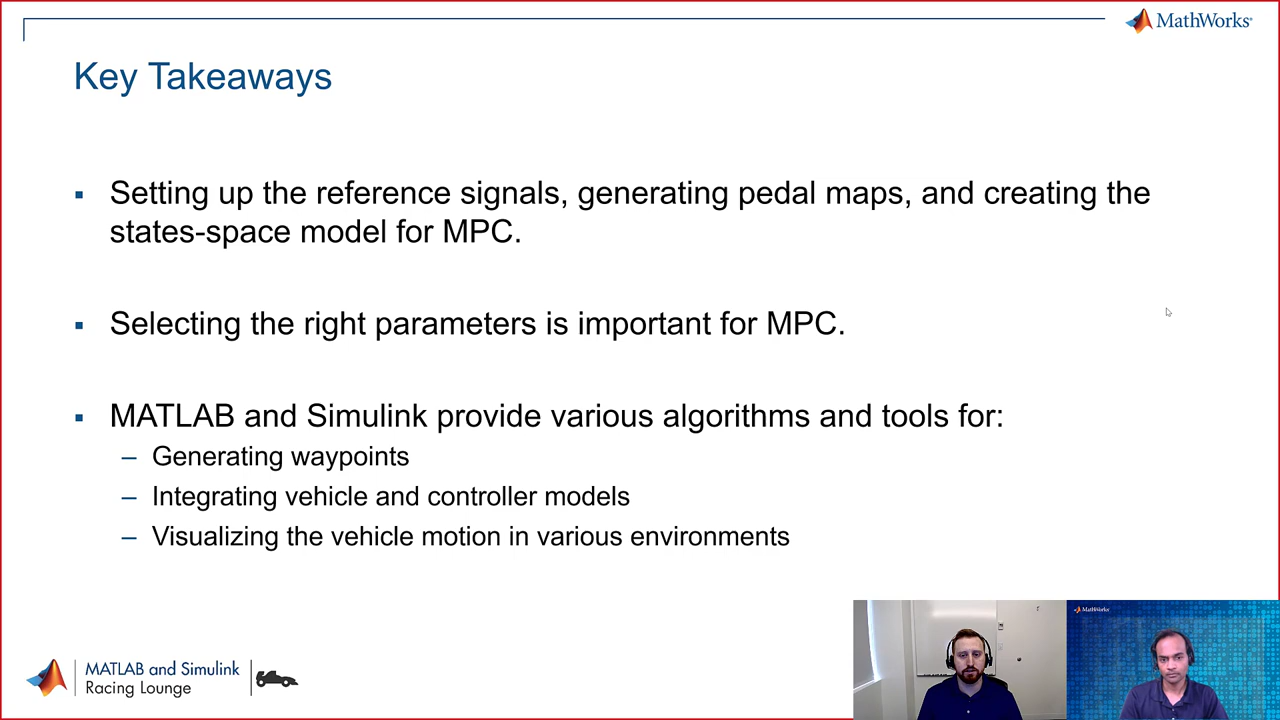 MathWorks®
Key Takeaways
▪ Setting up the reference signals, generating pedal maps, and creating the
states-space model for MPC.
▪ Selecting the right parameters is important for MPC.
▪ MATLAB and Simulink provide various algorithms and tools for:
– Generating waypoints
– Integrating vehicle and controller models
– Visualizing the vehicle motion in various environments
MathWorks
MATLAB and Simulink
Racing Lounge